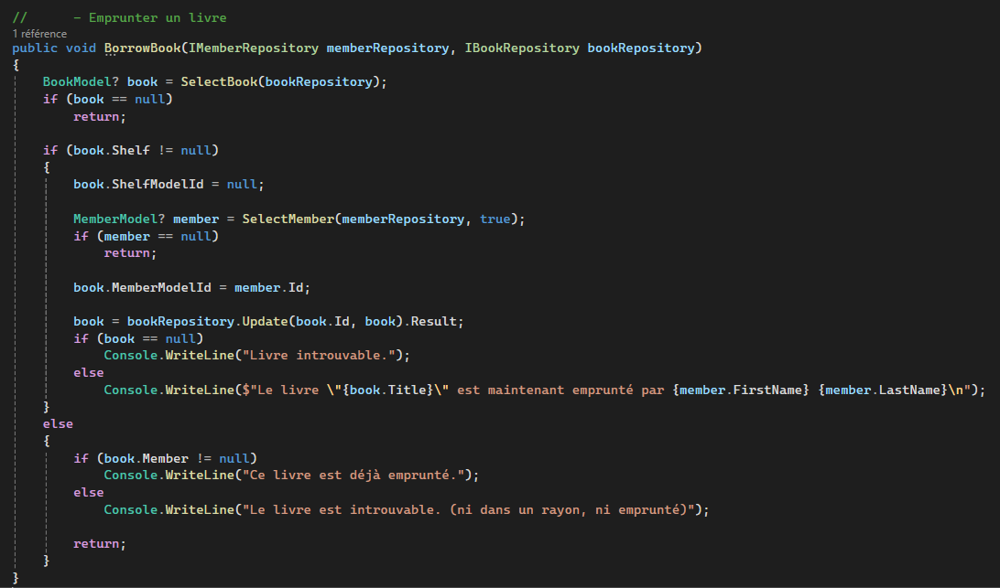 //      - Emprunter un livre
1 référence
public void BorrowBook(IMemberRepository memberRepository, IBookRepository bookRepository)
{
    BookModel? book = SelectBook(bookRepository);
    if (book == null)
        return;

    if (book.Shelf != null)
    {
        book.ShelfModelId = null;

        MemberModel? member = SelectMember(memberRepository, true);
        if (member == null)
            return;

        book.MemberModelId = member.Id;

        book = bookRepository.Update(book.Id, book).Result;
        if (book == null)
            Console.WriteLine("Livre introuvable.");
        else
            Console.WriteLine($"Le livre \"{book.Title}\" est maintenant emprunté par {member.FirstName} {member.LastName}\n");
    }
    else
    {
        if (book.Member != null)
            Console.WriteLine("Ce livre est déjà emprunté.");
        else
            Console.WriteLine("Le livre est introuvable. (ni dans un rayon, ni emprunté)");

        return;
    }
}